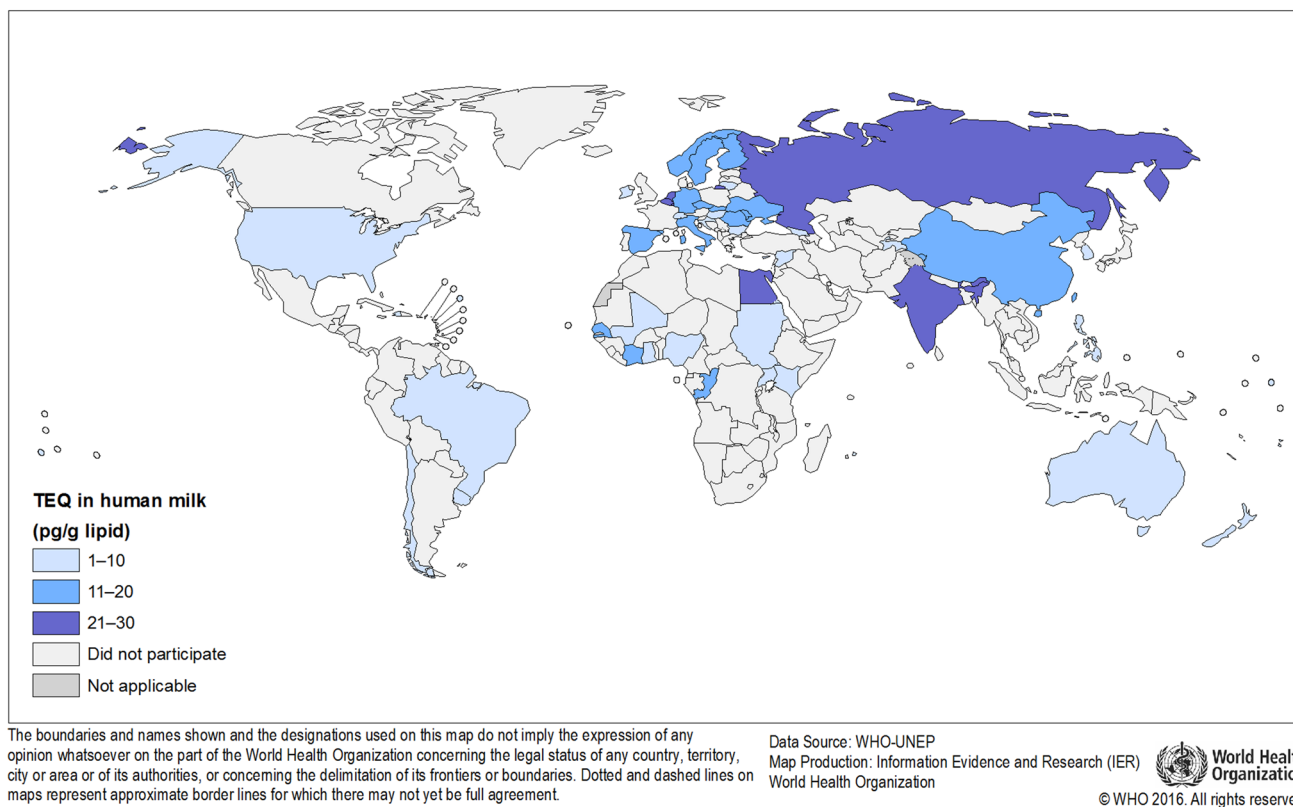 TEQ in human milk
(pg/g lipid)
1–10
11–20
21–30
Did not participate
Not applicable
The boundaries and names shown and the designations used on this map do not imply the expression of any
opinion whatsoever on the part of the World Health Organization concerning the legal status of any country, territory,
city or area or of its authorities, or concerning the delimitation of its frontiers or boundaries. Dotted and dashed lines on
maps represent approximate border lines for which there may not yet be full agreement.
Data Source: WHO-UNEP
Map Production: Information Evidence and Research (IER)
World Health Organization
World Heal
Organizatio
© WHO 2016. All rights reserve